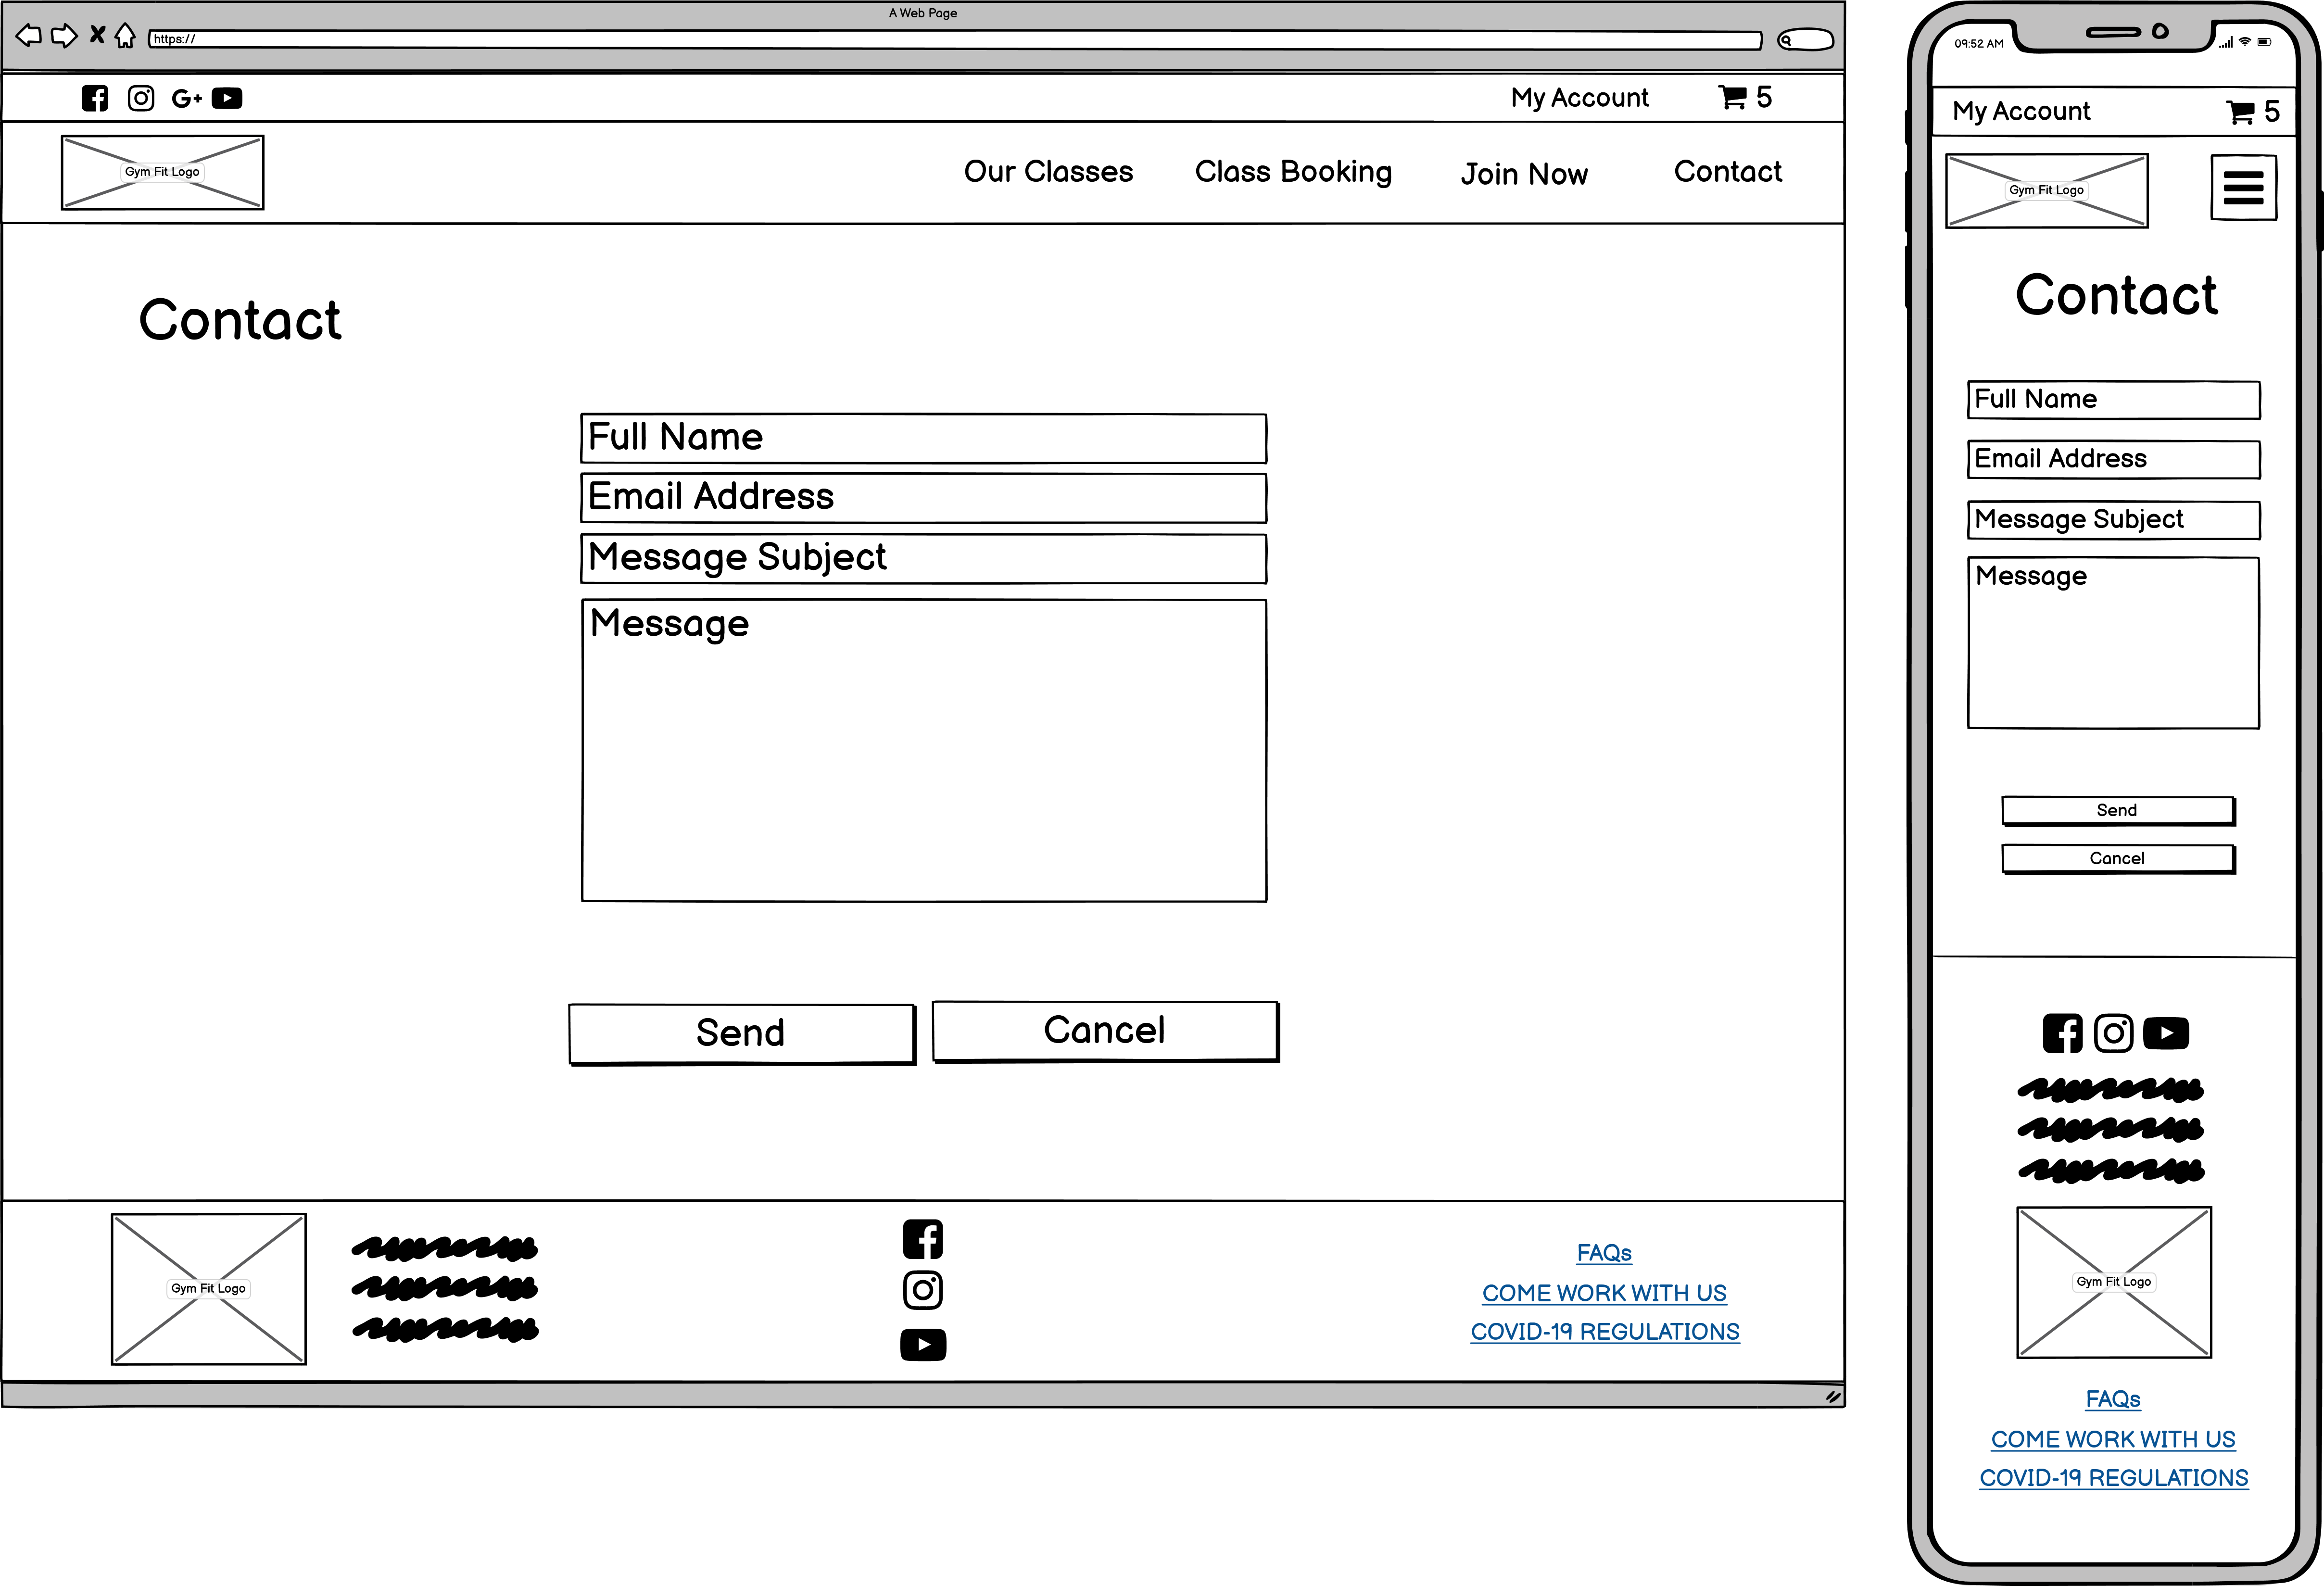 A Web Page
https://
My Account 5
Gym Fit Logo
Our Classes Class Booking Join Now Contact
Contact
Full Name
Email Address
Message Subject
Message
Send Cancel
Gym Fit Logo
FAQs
COME WORK WITH US
COVID-19 REGULATIONS
09:52 AM
My Account 5
Gym Fit Logo
Contact
Full Name
Email Address
Message Subject
Message
Send
Cancel
Gym Fit Logo
FAQs
COME WORK WITH US
COVID-19 REGULATIONS